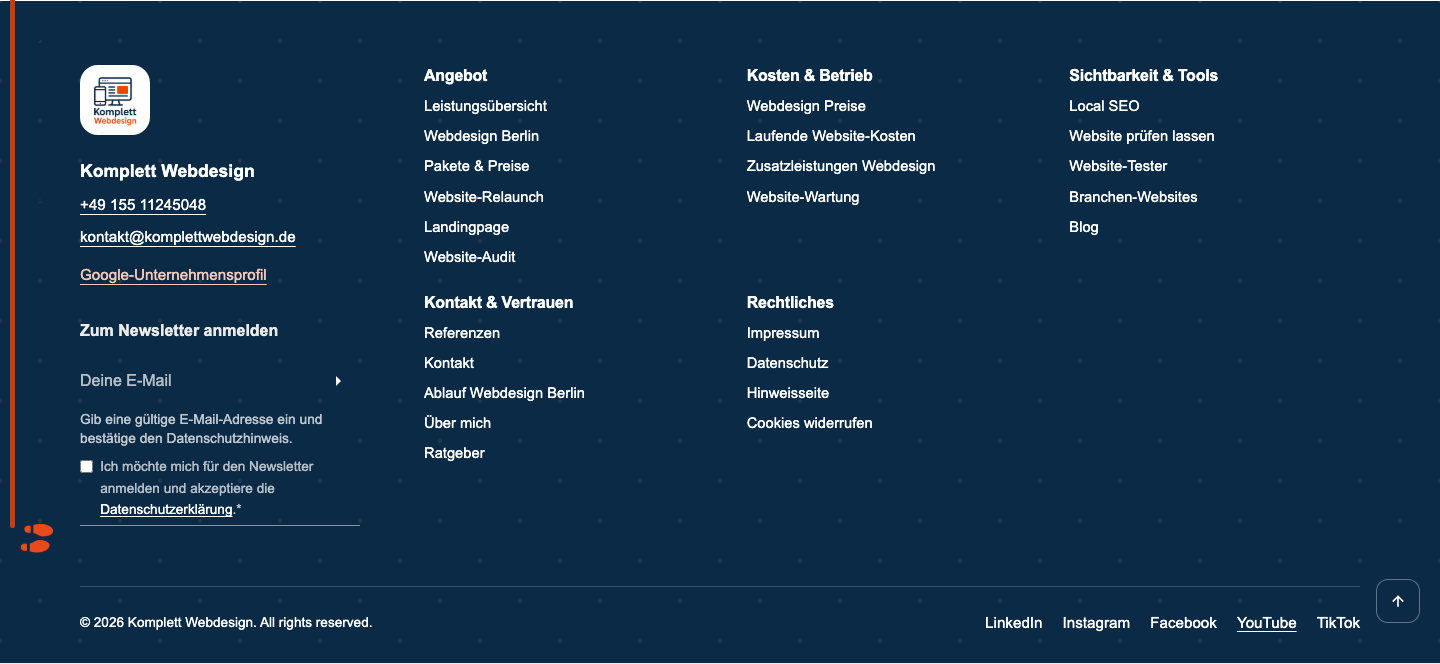 Komplett
Webdesign
Komplett Webdesign
+49 155 11245048
kontakt@komplettwebdesign.de
Google-Unternehmensprofil
Zum Newsletter anmelden
Deine E-Mail
Gib eine gültige E-Mail-Adresse ein und
bestätige den Datenschutzhinweis.
Ich möchte mich für den Newsletter
anmelden und akzeptiere die
Datenschutzerklärung.*
Angebot
Leistungsübersicht
Webdesign Berlin
Pakete & Preise
Website-Relaunch
Landingpage
Website-Audit
Kosten & Betrieb
Webdesign Preise
Laufende Website-Kosten
Zusatzleistungen Webdesign
Website-Wartung
Sichtbarkeit & Tools
Local SEO
Website prüfen lassen
Website-Tester
Branchen-Websites
Blog
Kontakt & Vertrauen
Referenzen
Kontakt
Ablauf Webdesign Berlin
Über mich
Ratgeber
Rechtliches
Impressum
Datenschutz
Hinweisseite
Cookies widerrufen
© 2026 Komplett Webdesign. All rights reserved.
LinkedIn Instagram Facebook YouTube TikTok